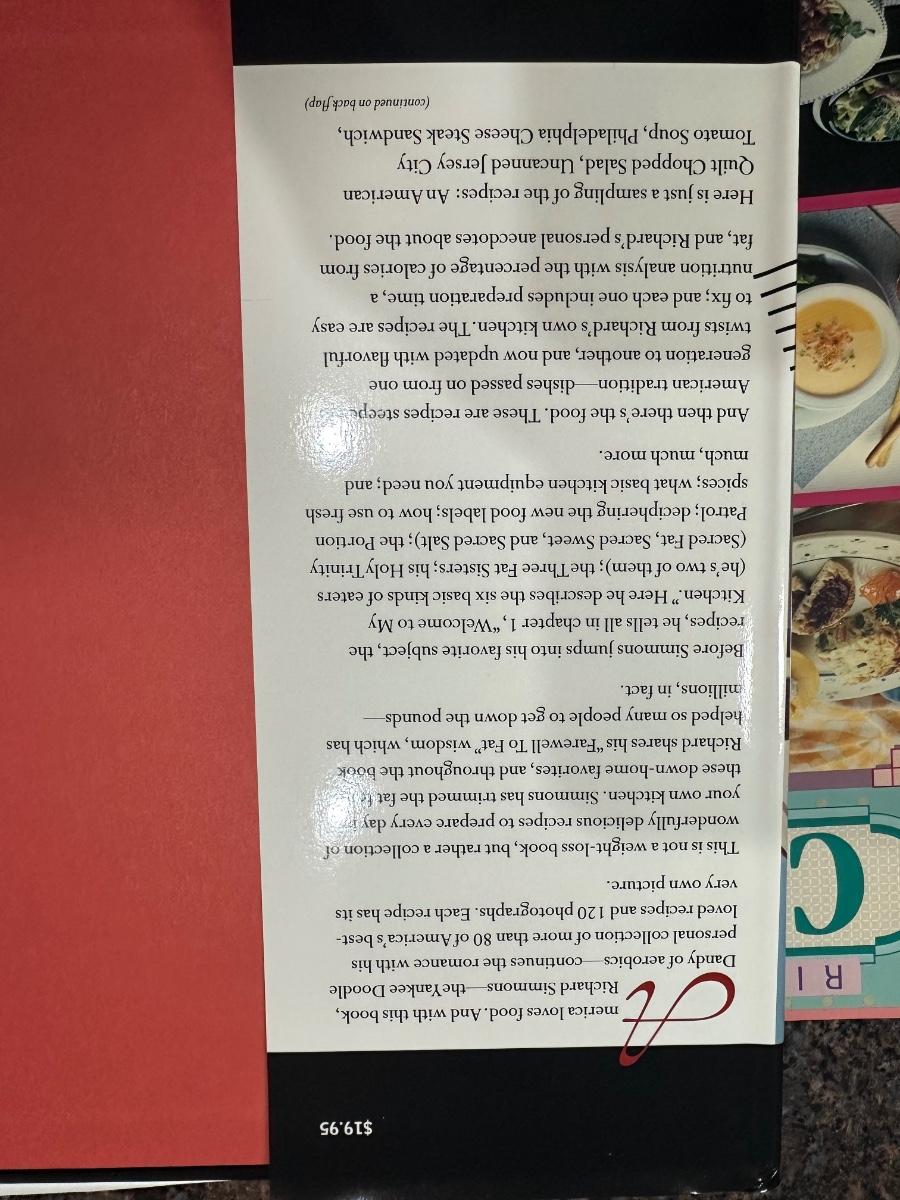 $19.95
America loves food. And with this book,
Richard Simmons—the Yankee Doodle
Dandy of aerobics—continues the romance with his
personal collection of more than 80 of America's best-
loved recipes and 120 photographs. Each recipe has its
very own picture.
This is not a weight-loss book, but rather a collection of
wonderfully delicious recipes to prepare every day in
your own kitchen. Simmons has trimmed the fat
these down-home favorites, and throughout the book
Richard shares his "Farewell To Fat" wisdom, which has
helped so many people to get down the pounds—
millions, in fact.
Before Simmons jumps into his favorite subject, the
recipes, he tells all in chapter 1, "Welcome to My
Kitchen." Here he describes the six basic kinds of eaters
(he's two of them); the Three Fat Sisters; his Holy Trinity
(Sacred Fat, Sacred Sweet, and Sacred Salt); the Portion
Patrol; deciphering the new food labels; how to use fresh
spices; what basic kitchen equipment you need; and
much, much more.
And then there's the food. These are recipes steeped
American tradition—dishes passed on from one
generation to another, and now updated with flavorful
twists from Richard's own kitchen. The recipes are easy
to fix; and each one includes preparation time, a
nutrition analysis with the percentage of calories from
fat, and Richard's personal anecdotes about the food.
Here is just a sampling of the recipes: An American
Quilt Chopped Salad, Uncanned Jersey City
Tomato Soup, Philadelphia Cheese Steak Sandwich,
(continued on back flap)
R I
C